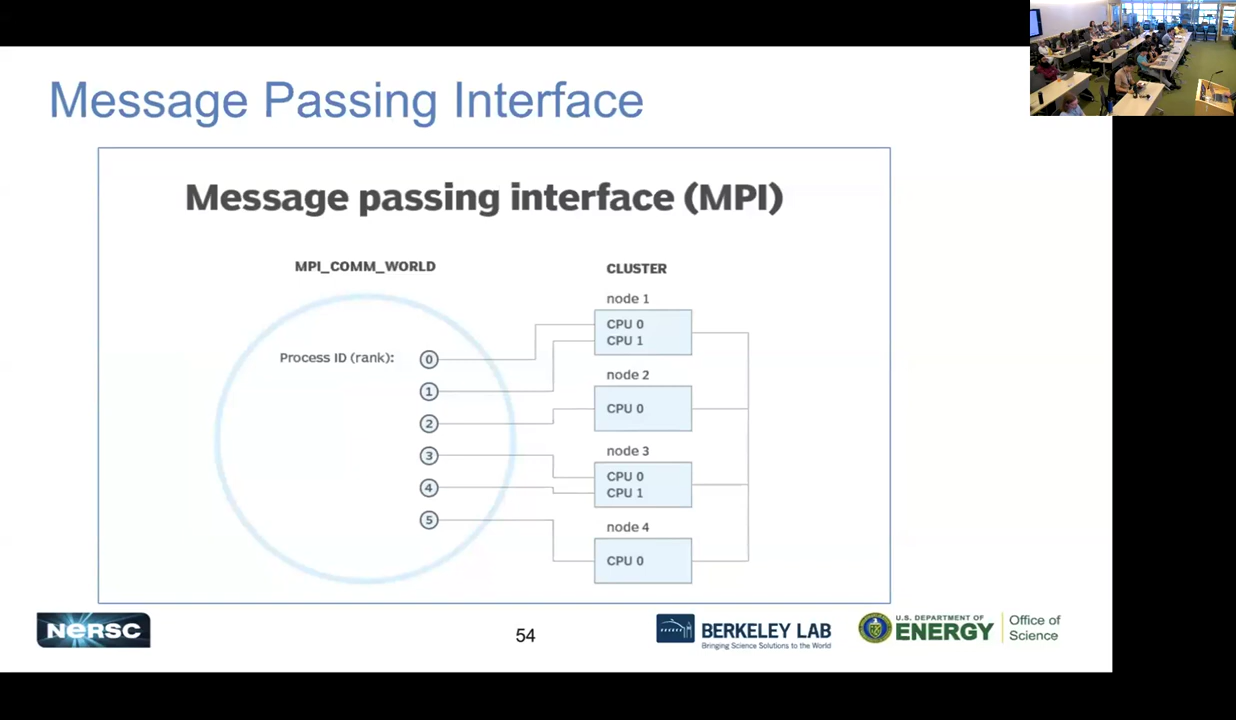 Message Passing Interface
Message passing interface (MPI)
MPI_COMM_WORLD
CLUSTER
Process ID (rank):
0
1
2
3
4
5
node 1
CPU 0
CPU 1
node 2
CPU 0
node 3
CPU 0
CPU 1
node 4
CPU 0
NERSC
54
BERKELEY LAB
Bringing Science Solutions to the World
U.S. DEPARTMENT OF
ENERGY
Office of
Science